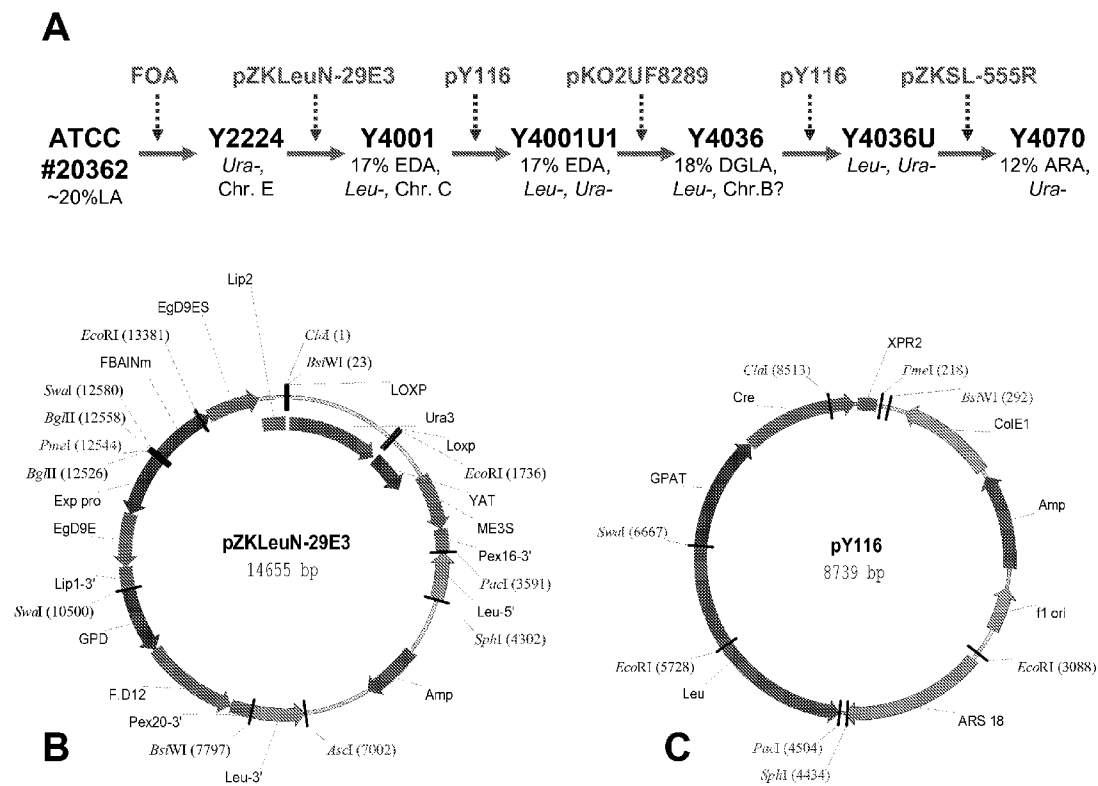 A
FOA
pZKLeuN-29E3
pY116
pKO2UF8289
pY116
pZKSL-555R
ATCC
#20362
~20%LA
Y2224
Ura-,
Chr. E
Y4001
17% EDA,
Leu-, Chr. C
Y4001U1
17% EDA,
Leu-, Ura-
Y4036
18% DGLA,
Leu-, Chr.B?
Y4036U
Leu-, Ura-
Y4070
12% ARA,
Ura-
Lip2
EgD9ES
EcoRI (13381)
FBAINm
SwaI (12580)
BglII (12558)
PmeI (12544)
BglII (12526)
Exp pro
EgD9E
Lip1-3'
SwaI (10500)
GPD
F.D12
Pex20-3'
BsiWI (7797)
Leu-3'
ClaI (1)
BsiWI (23)
LOXP
Ura3
Loxp
EcoRI (1736)
YAT
ME3S
Pex16-3'
PacI (3591)
Leu-5'
SphI (4302)
Amp
AscI (7002)
pZKLeuN-29E3
14655 bp
B
XPR2
ClaI (8513)
PmeI (218)
BsiWI (292)
Cre
ColE1
GPAT
Amp
SwaI (6667)
pY116
8739 bp
f1 ori
EcoRI (5728)
EcoRI (3088)
Leu
ARS 18
PacI (4504)
SphI (4434)
C